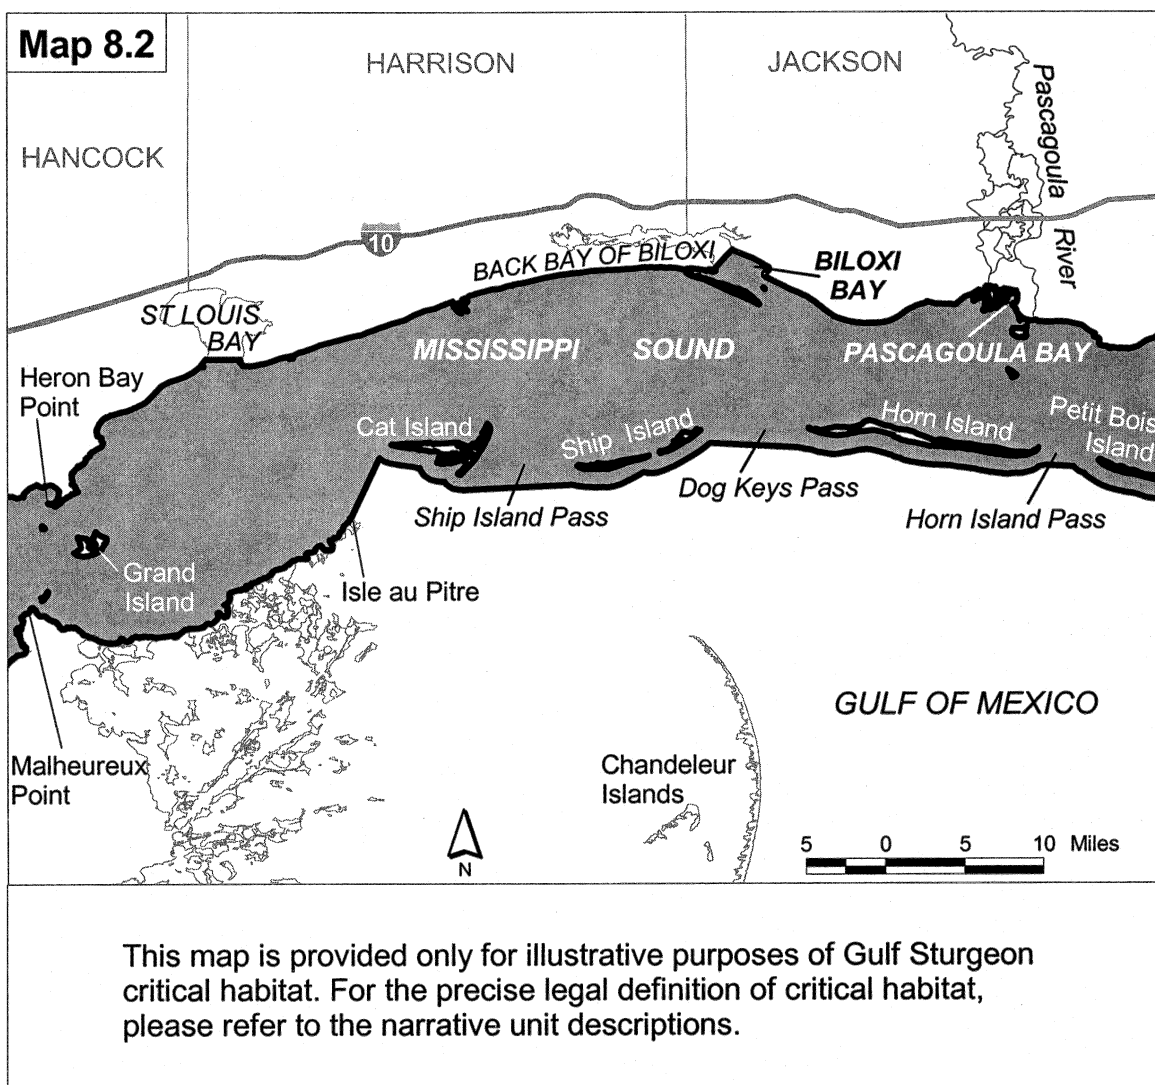 Map 8.2
HARRISON
JACKSON
HANCOCK
Pascagoula
River
10
BACK BAY OF BILOXI
BILOXI
BAY
ST LOUIS
BAY
MISSISSIPPI SOUND
PASCAGOULA BAY
Heron Bay
Point
Cat Island
Ship Island
Horn Island
Petit Bois
Island
Dog Keys Pass
Ship Island Pass
Horn Island Pass
Grand
Island
Isle au Pitre
GULF OF MEXICO
Malheureux
Point
Chandeleur
Islands
N
5 0 5 10 Miles
This map is provided only for illustrative purposes of Gulf Sturgeon
critical habitat. For the precise legal definition of critical habitat,
please refer to the narrative unit descriptions.